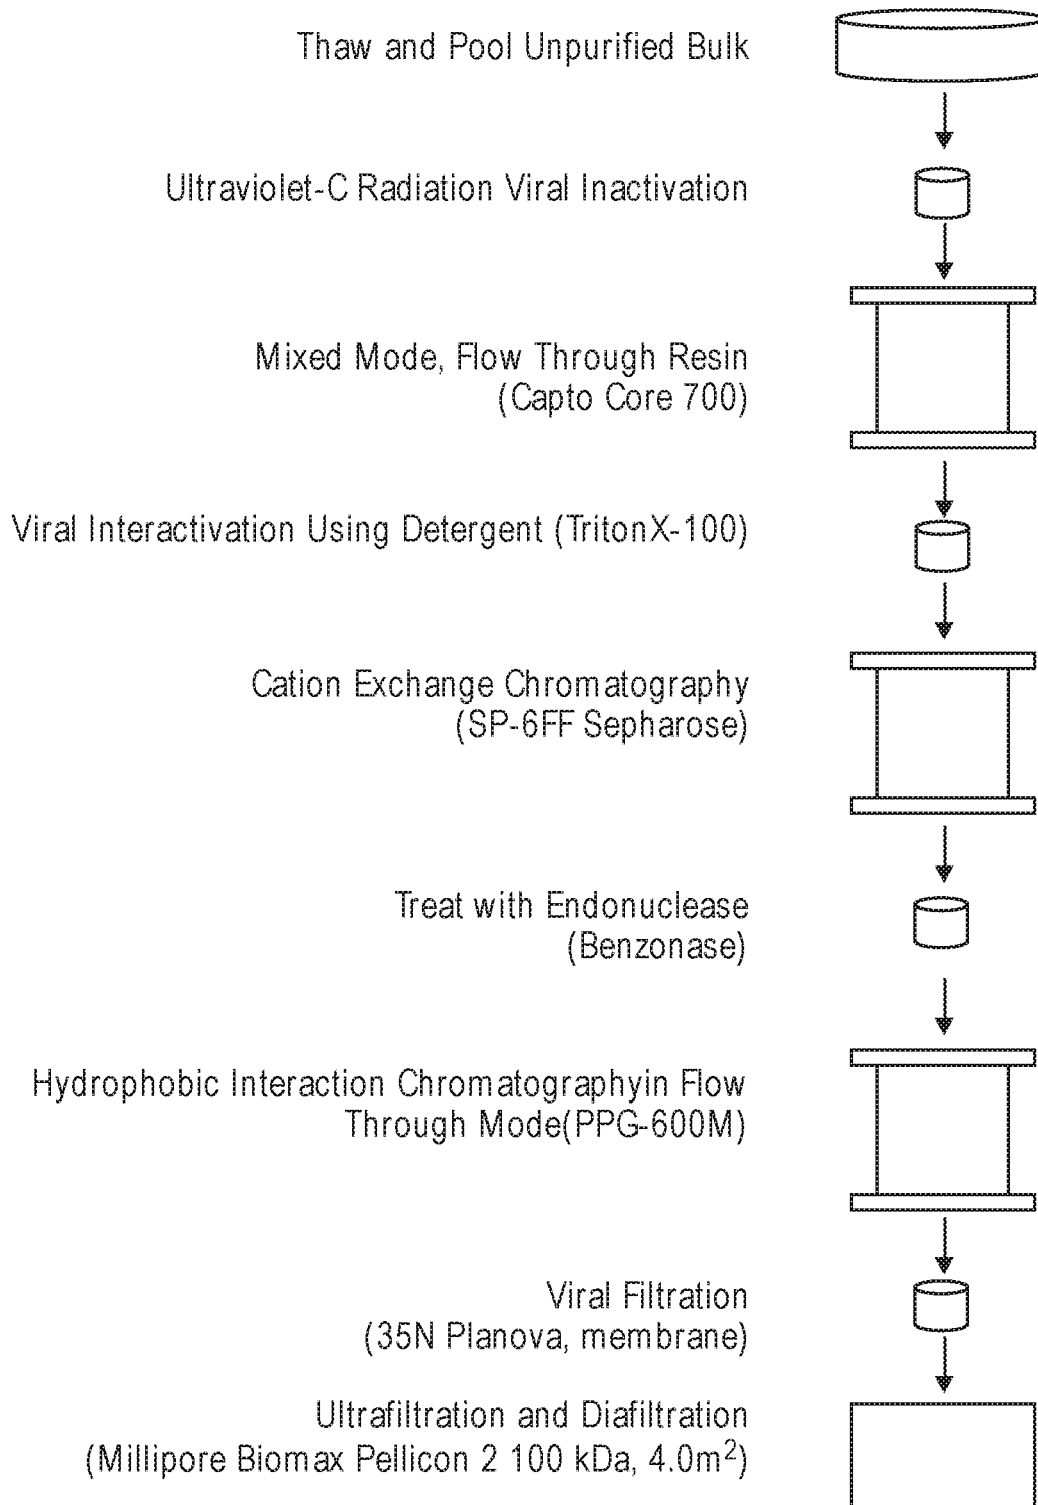 Thaw and Pool Unpurified Bulk
Ultraviolet-C Radiation Viral Inactivation
Mixed Mode, Flow Through Resin
(Capto Core 700)
Viral Interactivation Using Detergent (TritonX-100)
Cation Exchange Chromatography
(SP-6FF Sepharose)
Treat with Endonuclease
(Benzonase)
Hydrophobic Interaction Chromatographyin Flow
Through Mode(PPG-600M)
Viral Filtration
(35N Planova, membrane)
Ultrafiltration and Diafiltration
(Millipore Biomax Pellicon 2 100 kDa, 4.0m²)